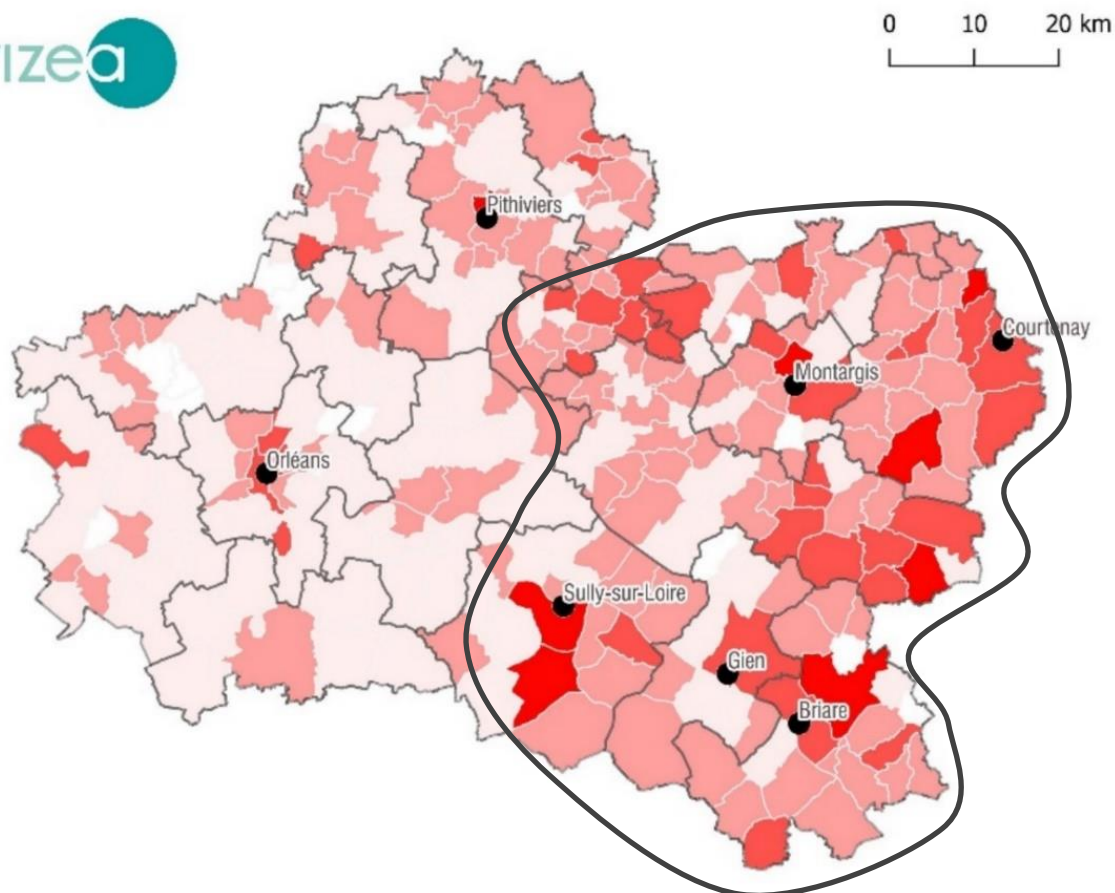 izea
0 10 20 km
Pithiviers
Courtenay
Montargis
Orléans
Sully-sur-Loire
Gien
Briare